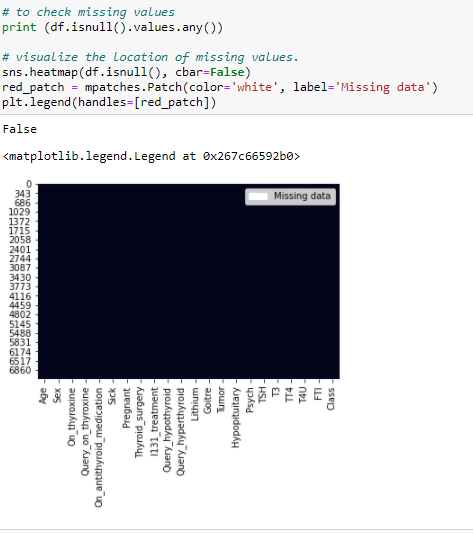 # to check missing values
print (df.isnull().values.any())
# visualize the location of missing values.
sns.heatmap(df.isnull(), cbar=False)
red_patch = mpatches.Patch(color='white', label='Missing data')
plt.legend(handles=[red_patch])
False
<matplotlib.legend.Legend at 0x267c66592b0>
Missing data
0
343
686
1029
1372
1715
2058
2401
2744
3087
3430
3773
4116
4459
4802
5145
5488
5831
6174
6517
6860
Age
Sex
On_thyroxine
Query_on_thyroxine
On_antithyroid_medication
Sick
Pregnant
Thyroid_surgery
I131_treatment
Query_hypothyroid
Query_hyperthyroid
Lithium
Goitre
Tumor
Hypopituitary
Psych
TSH
T3
TT4
T4U
FTI
Class